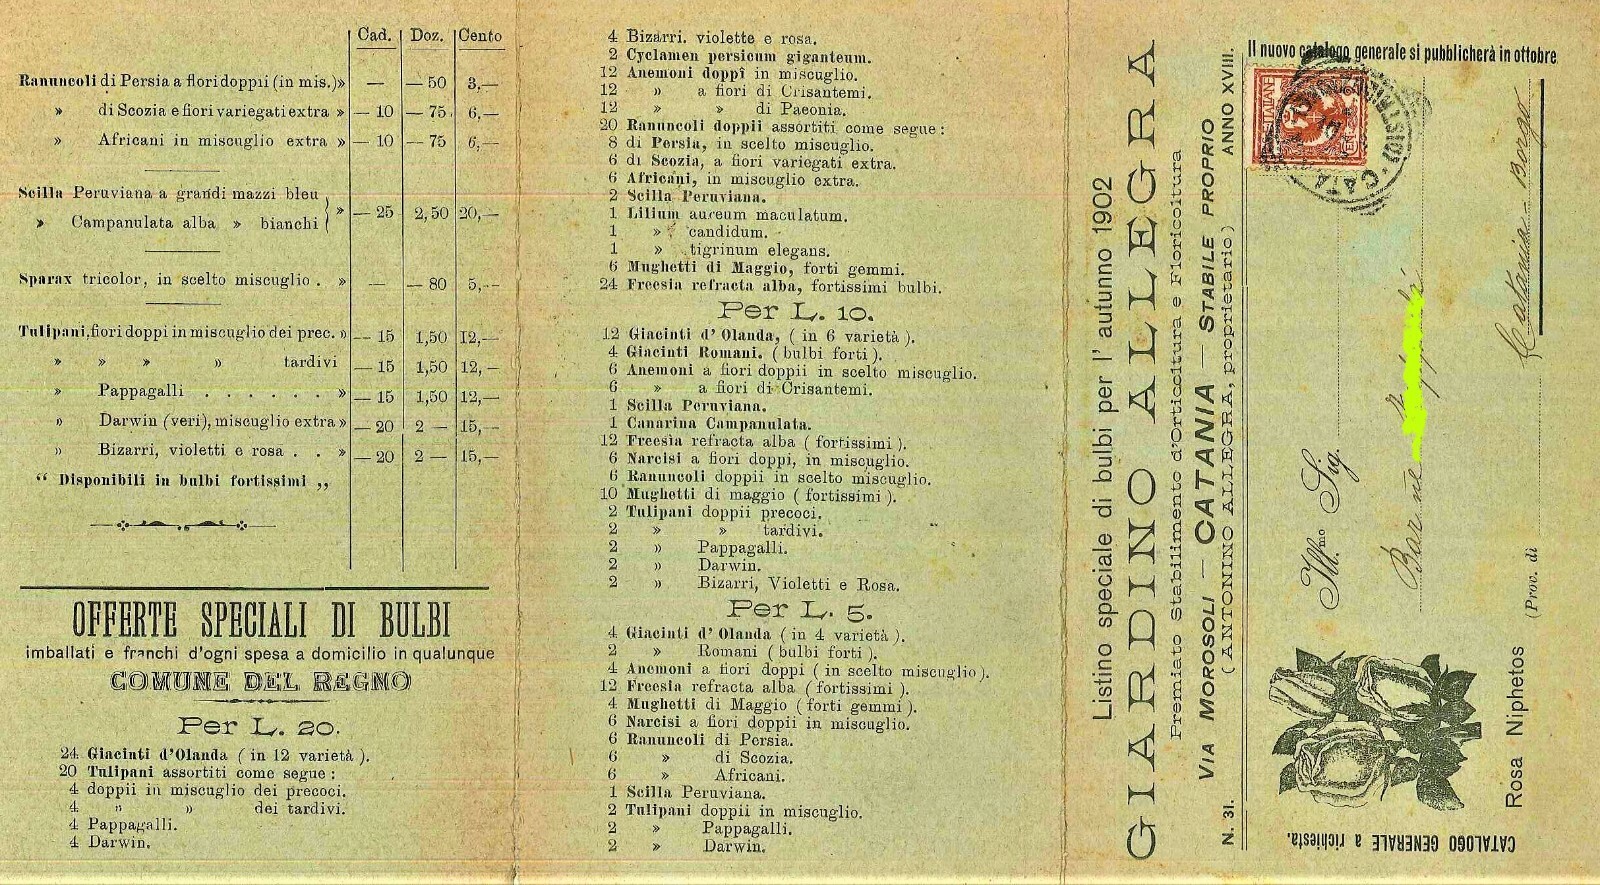 Cad. Doz. Cento
Ranuncoli di Persia a fiori doppii (in mis.) » — — 50 3,—
» di Scozia e fiori variegati extra » — 10 — 75 6,—
» Africani in miscuglio extra » — 10 — 75 6,—
Scilla Peruviana a grandi mazzi bleu
» Campanulata alba » bianchi » — 25 2,50 20,—
Sparax tricolor, in scelto miscuglio . » — — 80 5,—
Tulipani, fiori doppi in miscuglio dei prec. » — 15 1,50 12,—
» » » » tardivi — 15 1,50 12,—
» Pappagalli . . . . . . » — 15 1,50 12,—
» Darwin (veri), miscuglio extra » — 20 2 — 15,—
» Bizarri, violetti e rosa . . » — 20 2 — 15,—
“ Disponibili in bulbi fortissimi „
OFFERTE SPECIALI DI BULBI
imballati e franchi d'ogni spesa a domicilio in qualunque
COMUNE DEL REGNO
Per L. 20.
24 Giacinti d'Olanda ( in 12 varietà ).
20 Tulipani assortiti come segue :
4 doppii in miscuglio dei precoci.
4 » » dei tardivi.
4 Pappagalli.
4 Darwin.
4 Bizarri. violette e rosa.
2 Cyclamen persicum giganteum.
12 Anemoni doppî in miscuglio.
12 » a fiori di Crisantemi.
12 » » di Paeonia.
20 Ranuncoli doppii assortiti come segue :
8 di Persia, in scelto miscuglio.
6 di Scozia, a fiori variegati extra.
6 Africani, in miscuglio extra.
2 Scilla Peruviana.
1 Lilium aureum maculatum.
1 » candidum.
1 » tigrinum elegans.
6 Mughetti di Maggio, forti gemmi.
24 Freesia refracta alba, fortissimi bulbi.
Per L. 10.
12 Giacinti d' Olanda, ( in 6 varietà ).
4 Giacinti Romani. ( bulbi forti ).
6 Anemoni a fiori doppii in scelto miscuglio.
6 » a fiori di Crisantemi.
1 Scilla Peruviana.
1 Canarina Campanulata.
12 Freesia refracta alba ( fortissimi ).
6 Narcisi a fiori doppi, in miscuglio.
6 Ranuncoli doppii in scelto miscuglio.
10 Mughetti di maggio ( fortissimi ).
2 Tulipani doppii precoci.
2 » » tardivi.
2 » Pappagalli.
2 » Darwin.
2 » Bizarri, Violetti e Rosa.
Per L. 5.
4 Giacinti d' Olanda ( in 4 varietà ).
2 » Romani ( bulbi forti ).
4 Anemoni a fiori doppi ( in scelto miscuglio ).
12 Freesia refracta alba ( fortissimi ).
4 Mughetti di Maggio ( forti gemmi ).
6 Narcisi a fiori doppii in miscuglio.
6 Ranuncoli di Persia.
6 » di Scozia.
6 » Africani.
1 Scilla Peruviana.
2 Tulipani doppii in miscuglio.
2 » Pappagalli.
2 » Darwin.
Listino speciale di bulbi per l' autunno 1902
GIARDINO ALLEGRA
Premiato Stabilimento d'Orticoltura e Floricoltura
VIA MOROSOLI — CATANIA — STABILE PROPRIO
N. 31. ( ANTONINO ALLEGRA, proprietario ) ANNO XVIII.
Il nuovo catalogo generale si pubblicherà in ottobre
CATA
Ill.mo Sig.
Barone
Catania - Borgo
(Prov. di )
Rosa Niphetos
CATALOGO GENERALE a richiesta.